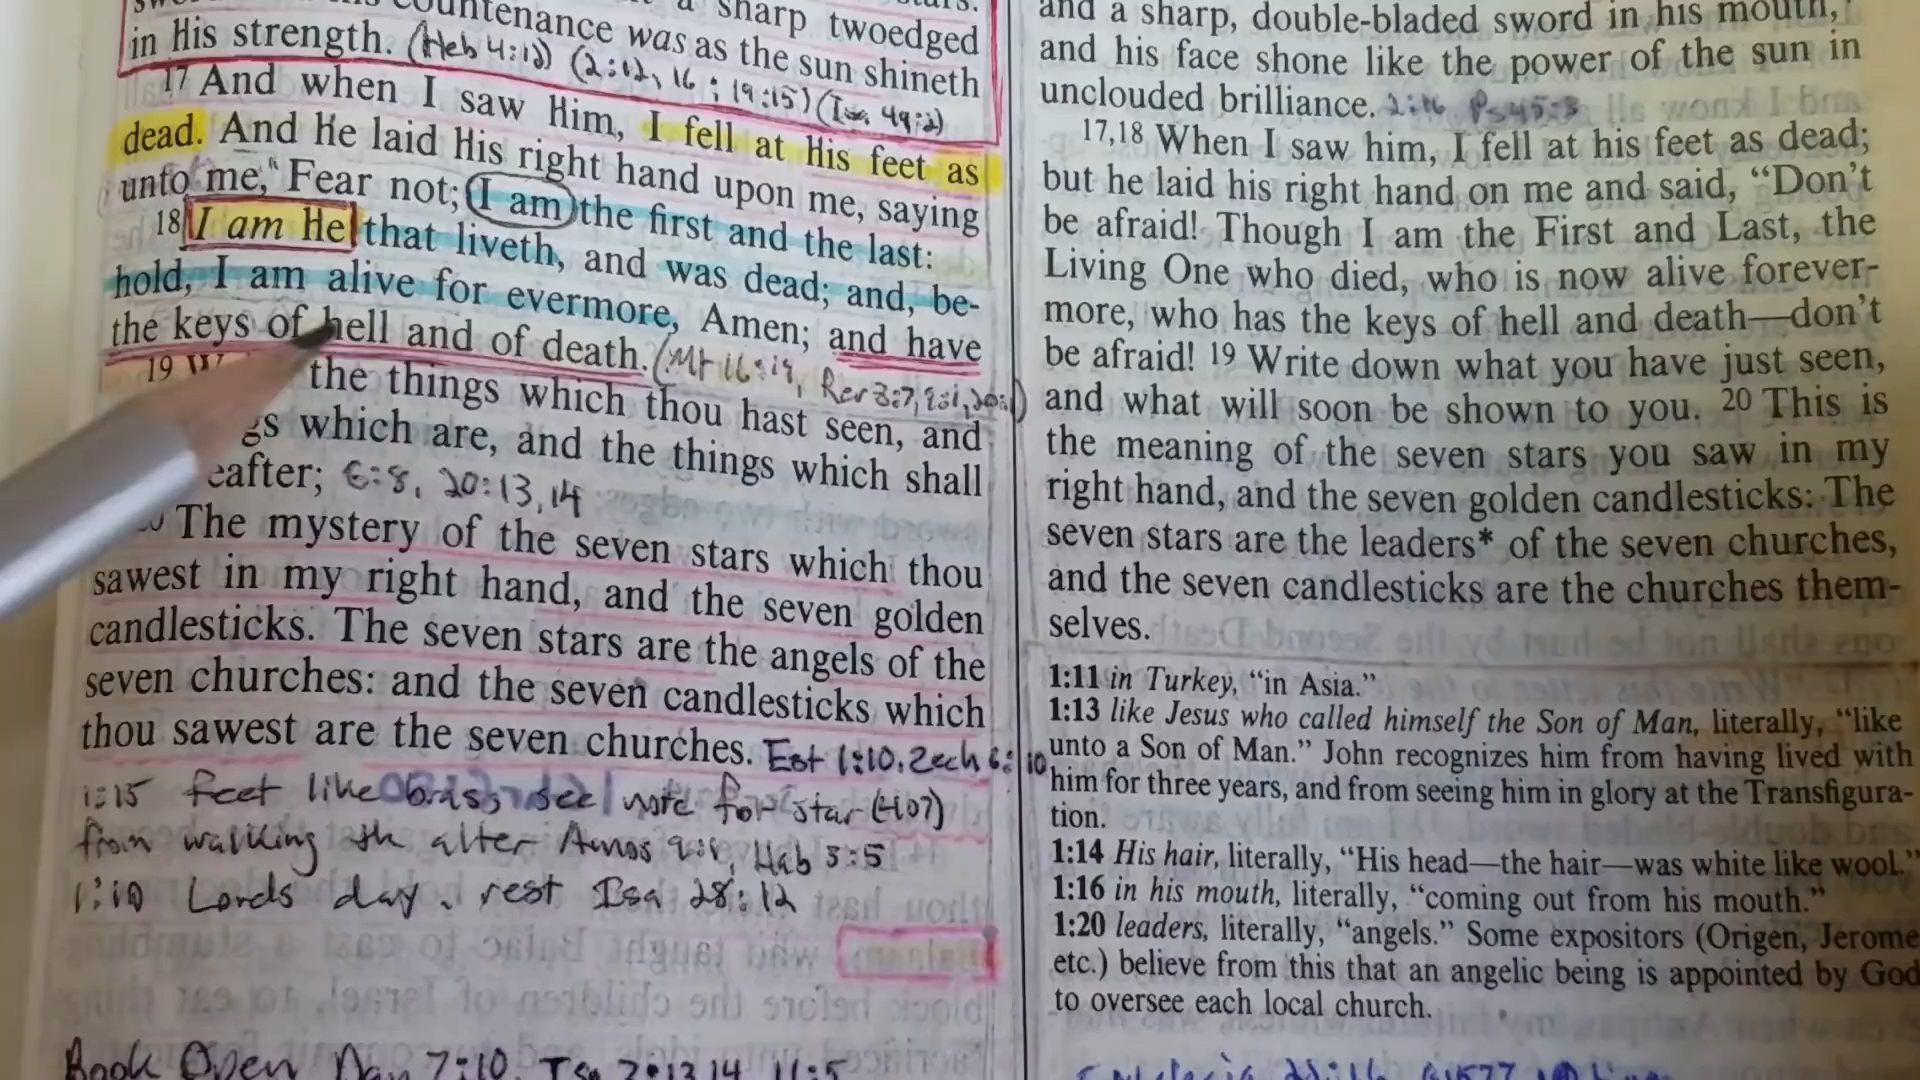 countenance was as the sun shineth
a sharp twoedged
in His strength. (Heb 4:12) (2:12, 16; 19:15) (Isa 49:2)
17 And when I saw Him, I fell at His feet as
dead. And He laid His right hand upon me, saying
unto me, Fear not; I am the first and the last:
18 I am He that liveth, and was dead; and, be-
hold, I am alive for evermore, Amen; and have
the keys of hell and of death. (Mt 16:19, Rev 3:7, 9:1, 20:1)
19 the things which thou hast seen, and
gs which are, and the things which shall
eafter; 6:8, 20:13,14
The mystery of the seven stars which thou
sawest in my right hand, and the seven golden
candlesticks. The seven stars are the angels of the
seven churches: and the seven candlesticks which
thou sawest are the seven churches. Zech 6:10
1:15 feet like brass, see note for star
from walking alter Amos 9:1, Hab 3:5
1:10 Lords day, rest Isa 28:12
Book Open Dan 7:10
and a sharp, double-bladed sword in his mouth,
and his face shone like the power of the sun in
unclouded brilliance. 2:16 Ps 45:3
17,18 When I saw him, I fell at his feet as dead;
but he laid his right hand on me and said, “Don’t
be afraid! Though I am the First and Last, the
Living One who died, who is now alive forever-
more, who has the keys of hell and death—don’t
be afraid! 19 Write down what you have just seen,
and what will soon be shown to you. 20 This is
the meaning of the seven stars you saw in my
right hand, and the seven golden candlesticks: The
seven stars are the leaders* of the seven churches,
and the seven candlesticks are the churches them-
selves.
1:11 in Turkey, “in Asia.”
1:13 like Jesus who called himself the Son of Man, literally, “like
unto a Son of Man.” John recognizes him from having lived with
him for three years, and from seeing him in glory at the Transfigura-
tion.
1:14 His hair, literally, “His head—the hair—was white like wool.”
1:16 in his mouth, literally, “coming out from his mouth.”
1:20 leaders, literally, “angels.” Some expositors (Origen, Jerome
etc.) believe from this that an angelic being is appointed by God
to oversee each local church.